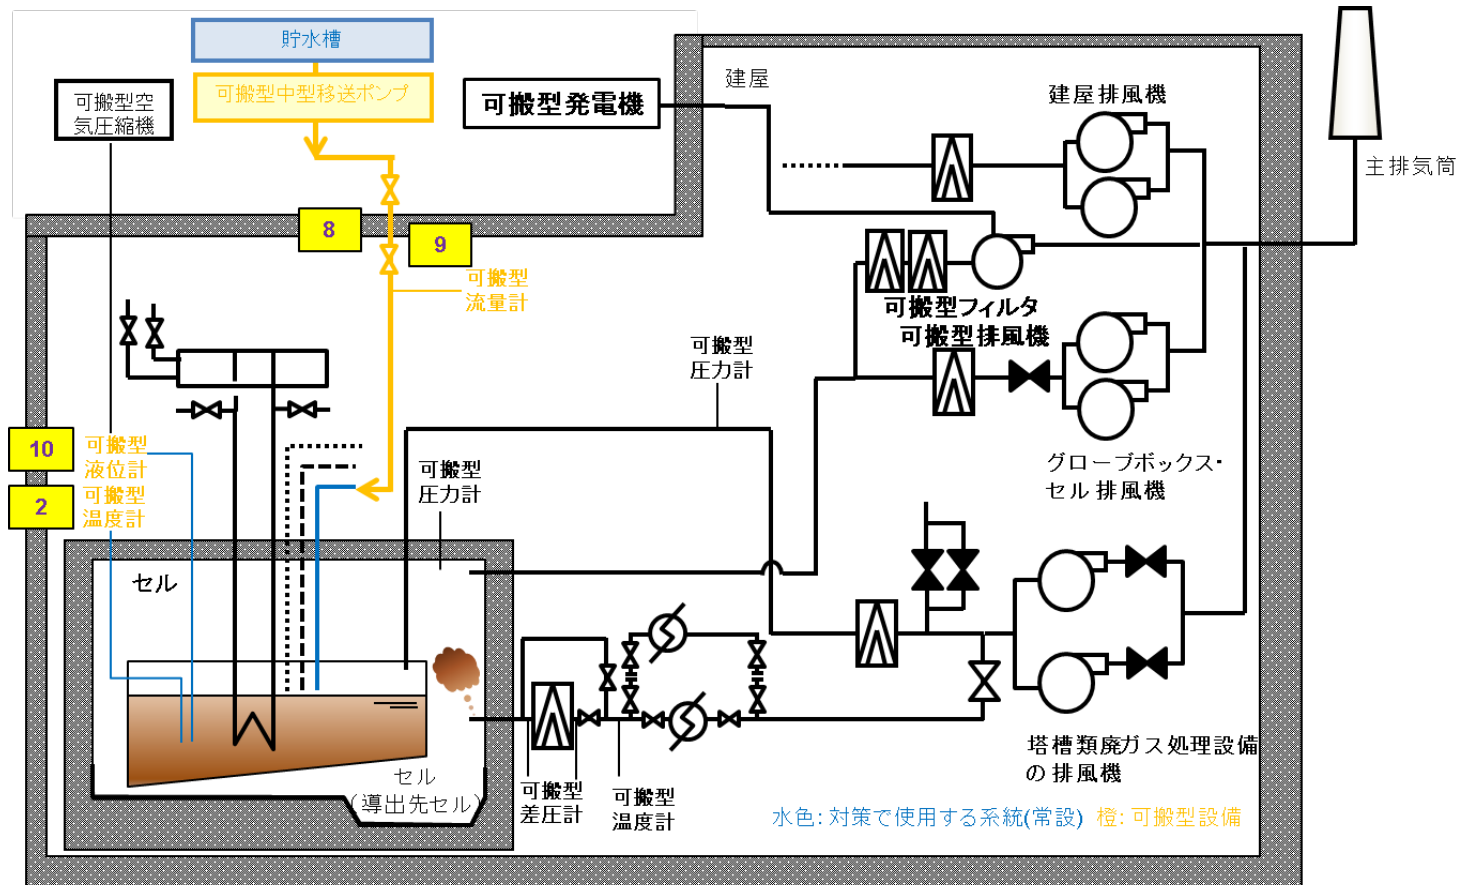 貯水槽
可搬型中型移送ポンプ
可搬型空
気圧縮機
可搬型発電機
建屋
建屋排風機
主排気筒
8
9
可搬型
流量計
可搬型フィルタ
可搬型排風機
可搬型
圧力計
グローブボックス・
セル排風機
10
可搬型
液位計
2
可搬型
温度計
可搬型
圧力計
セル
セル
(導出先セル)
可搬型
差圧計
可搬型
温度計
塔槽類廃ガス処理設備
の排風機
水色:対策で使用する系統(常設) 橙:可搬型設備